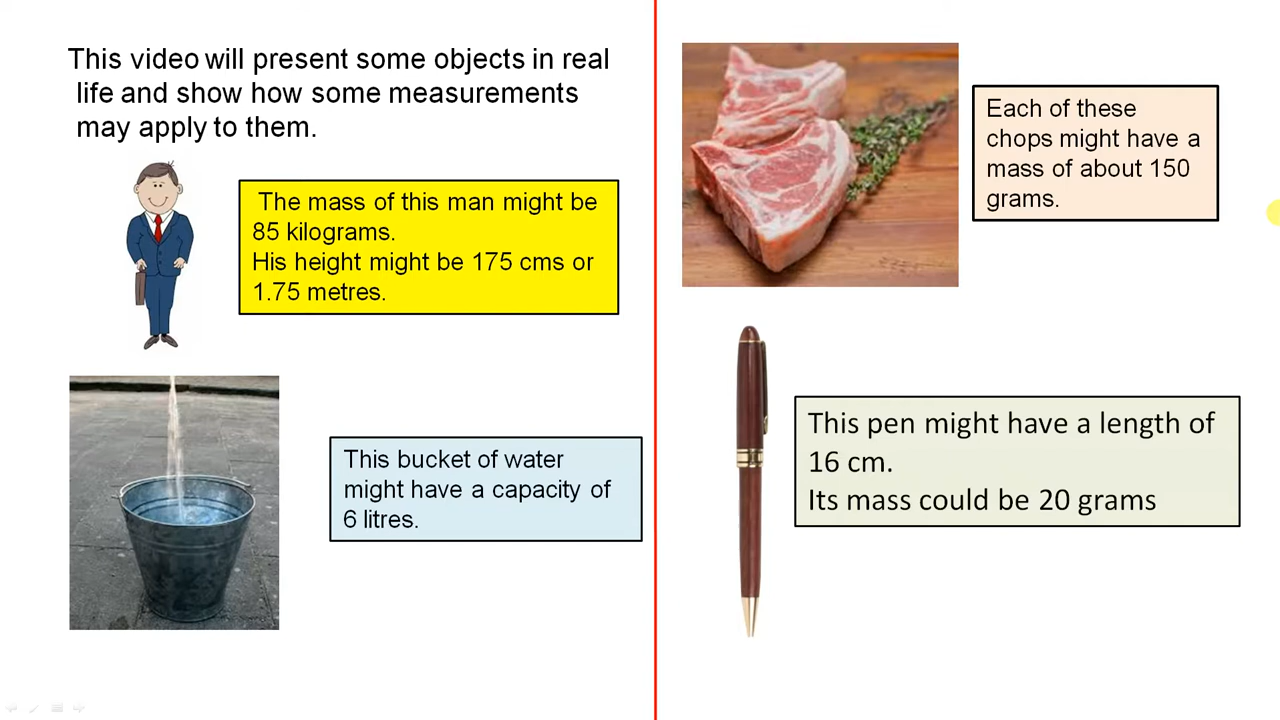 This video will present some objects in real
life and show how some measurements
may apply to them.
The mass of this man might be
85 kilograms.
His height might be 175 cms or
1.75 metres.
This bucket of water
might have a capacity of
6 litres.
Each of these
chops might have a
mass of about 150
grams.
This pen might have a length of
16 cm.
Its mass could be 20 grams